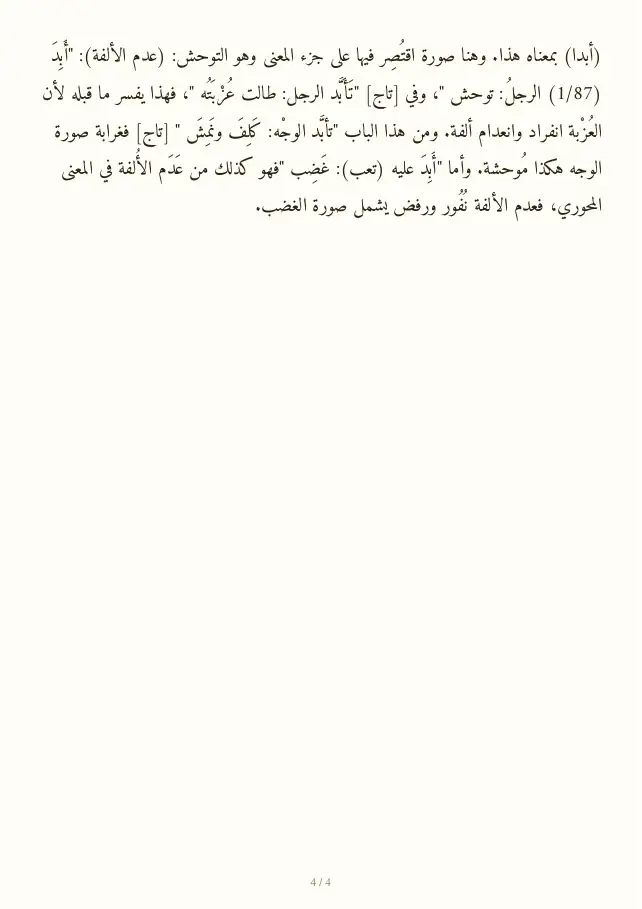 (أبدا) بمعناه هذا. وهنا صورة اقتُصِر فيها على جزء المعنى وهو التوحش: (عدم الألفة): "أَبِدَ
(1/87) الرجلُ: توحش "، وفي [تاج] "تَأَبَّد الرجل: طالت عُزْبَتُه "، فهذا يفسر ما قبله لأن
العُزْبة انفراد وانعدام ألفة. ومن هذا الباب "تأبَّد الوجْه: كَلِفَ ونَمِشَ " [تاج] فغرابة صورة
الوجه هكذا مُوحشة. وأما "أَبِدَ عليه (تعب): غَضِب "فهو كذلك من عَدَم الأُلفة في المعنى
المحوري، فعدم الألفة نُفُور ورفض يشمل صورة الغضب.
4 / 4